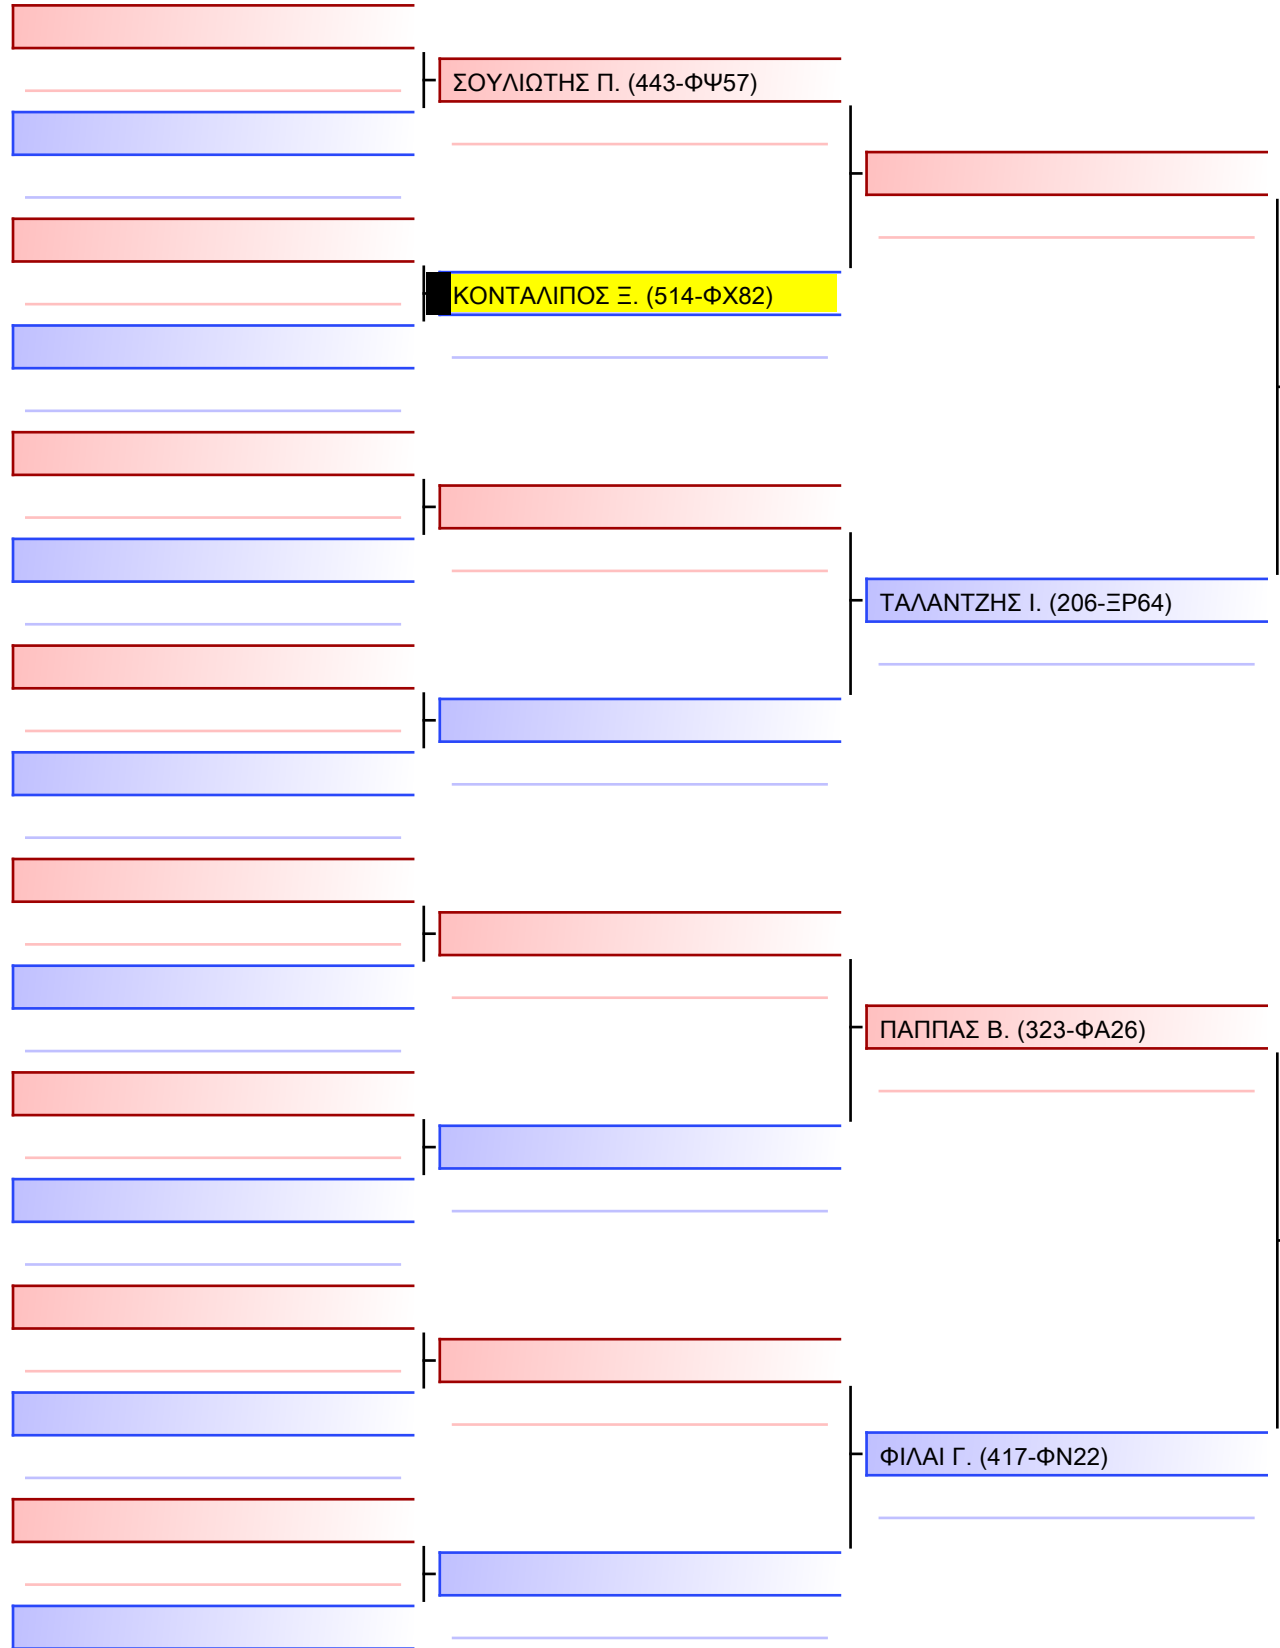 ΣΟΥΛΙΩΤΗΣ Π. (443-ΦΨ57)
ΚΟΝΤΑΛΙΠΟΣ Ξ. (514-ΦΧ82)
ΤΑΛΑΝΤΖΗΣ Ι. (206-ΞΡ64)
ΠΑΠΠΑΣ Β. (323-ΦΑ26)
ΦΙΛΑΙ Γ. (417-ΦΝ22)